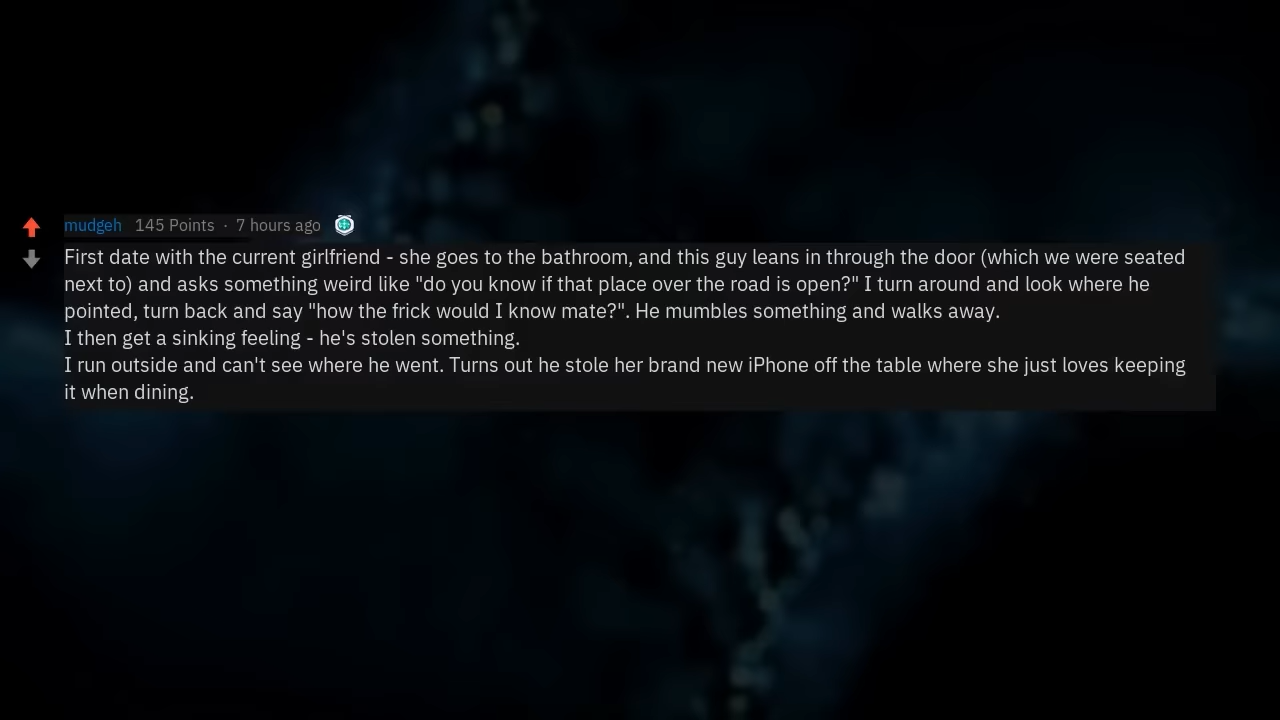 mudgeh 145 Points · 7 hours ago
First date with the current girlfriend - she goes to the bathroom, and this guy leans in through the door (which we were seated
next to) and asks something weird like "do you know if that place over the road is open?" I turn around and look where he
pointed, turn back and say "how the frick would I know mate?". He mumbles something and walks away.
I then get a sinking feeling - he's stolen something.
I run outside and can't see where he went. Turns out he stole her brand new iPhone off the table where she just loves keeping
it when dining.